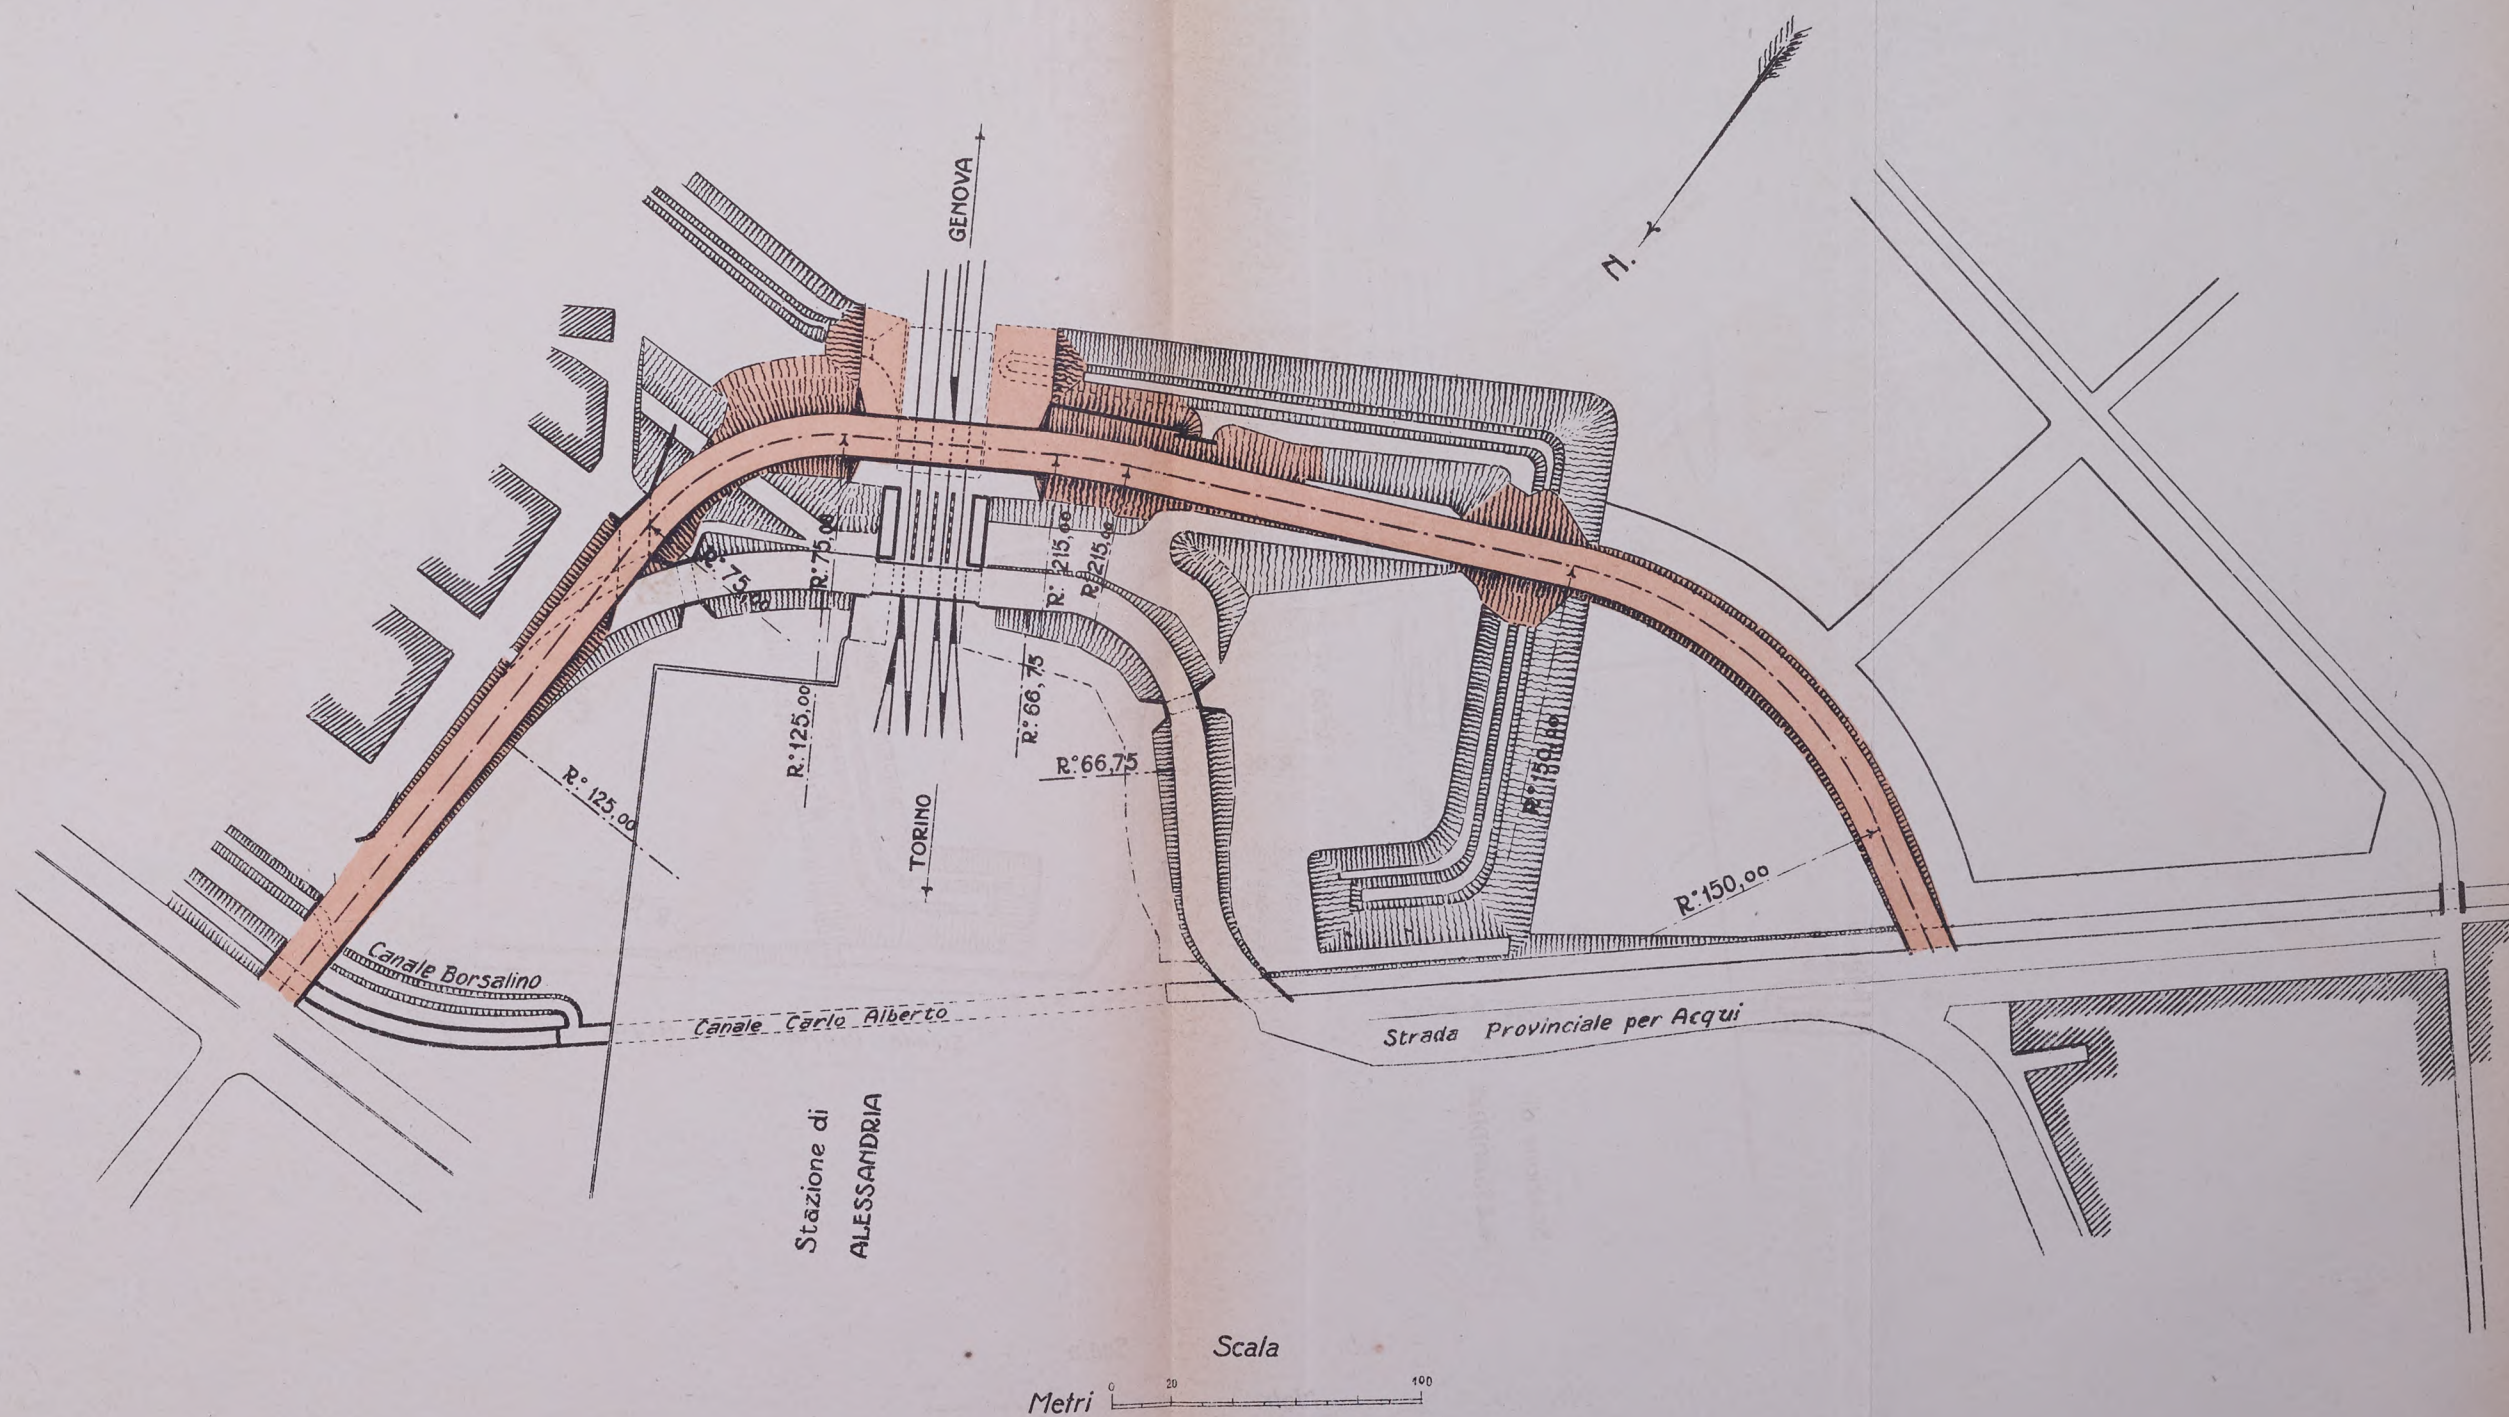 GENOVA
N.
R.º 75,00
R.º 75,00
R.º 215,00
R.º 215,00
R.º 125,00
R.º 66,75
R.º 66,75
R.º 125,00
TORINO
R.º 150,00
R.º 150,00
Canale Borsalino
Canale Carlo Alberto
Strada Provinciale per Acqui
Stazione di
ALESSANDRIA
Scala
Metri 0 20 100